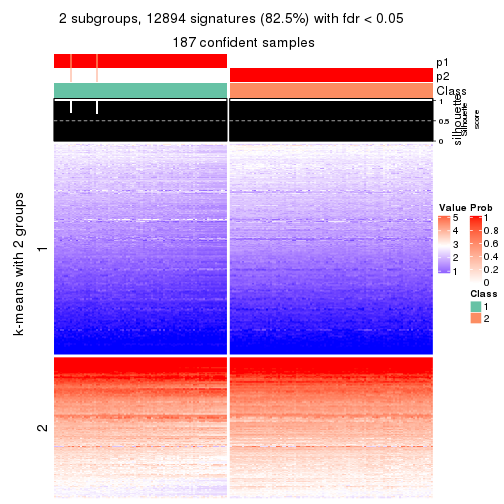 2 subgroups, 12894 signatures (82.5%) with fdr < 0.05
187 confident samples
p1
p2
Class
1
0.5
0
silhouette
Silhouette
score
k-means with 2 groups
1
2
Value
5
4
3
2
1
Prob
1
0.8
0.6
0.4
0.2
0
Class
1
2